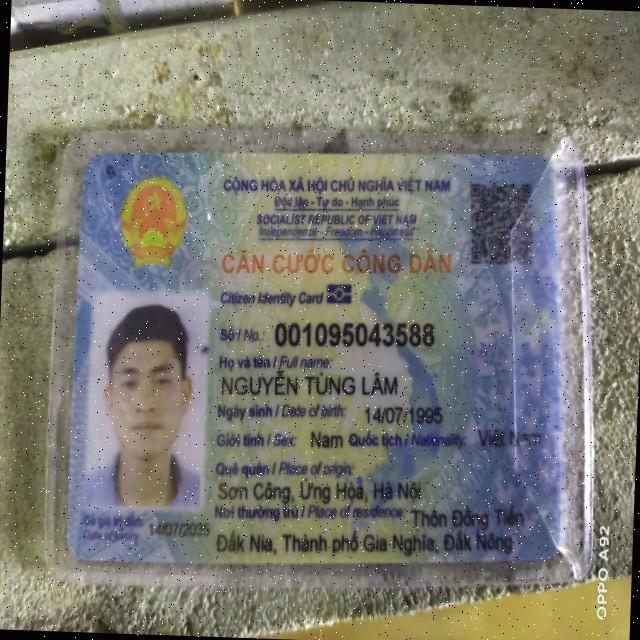 CỘNG HÒA XÃ HỘI CHỦ NGHĨA VIỆT NAM
Độc lập - Tự do - Hạnh phúc
SOCIALIST REPUBLIC OF VIET NAM
Independence - Freedom - Happiness
CĂN CƯỚC CÔNG DÂN
Citizen Identity Card
Số / No.: 001095043588
Họ và tên / Full name:
NGUYỄN TÙNG LÂM
Ngày sinh / Date of birth: 14/07/1995
Giới tính / Sex: Nam Quốc tịch / Nationality: Việt Nam
Quê quán / Place of origin:
Sơn Công, Ứng Hòa, Hà Nội
Nơi thường trú / Place of residence: Thôn Đồng Tiến
Đắk Nia, Thành phố Gia Nghĩa, Đắk Nông
Có giá trị đến: 14/07/2035
Date of expiry
OPPO A92